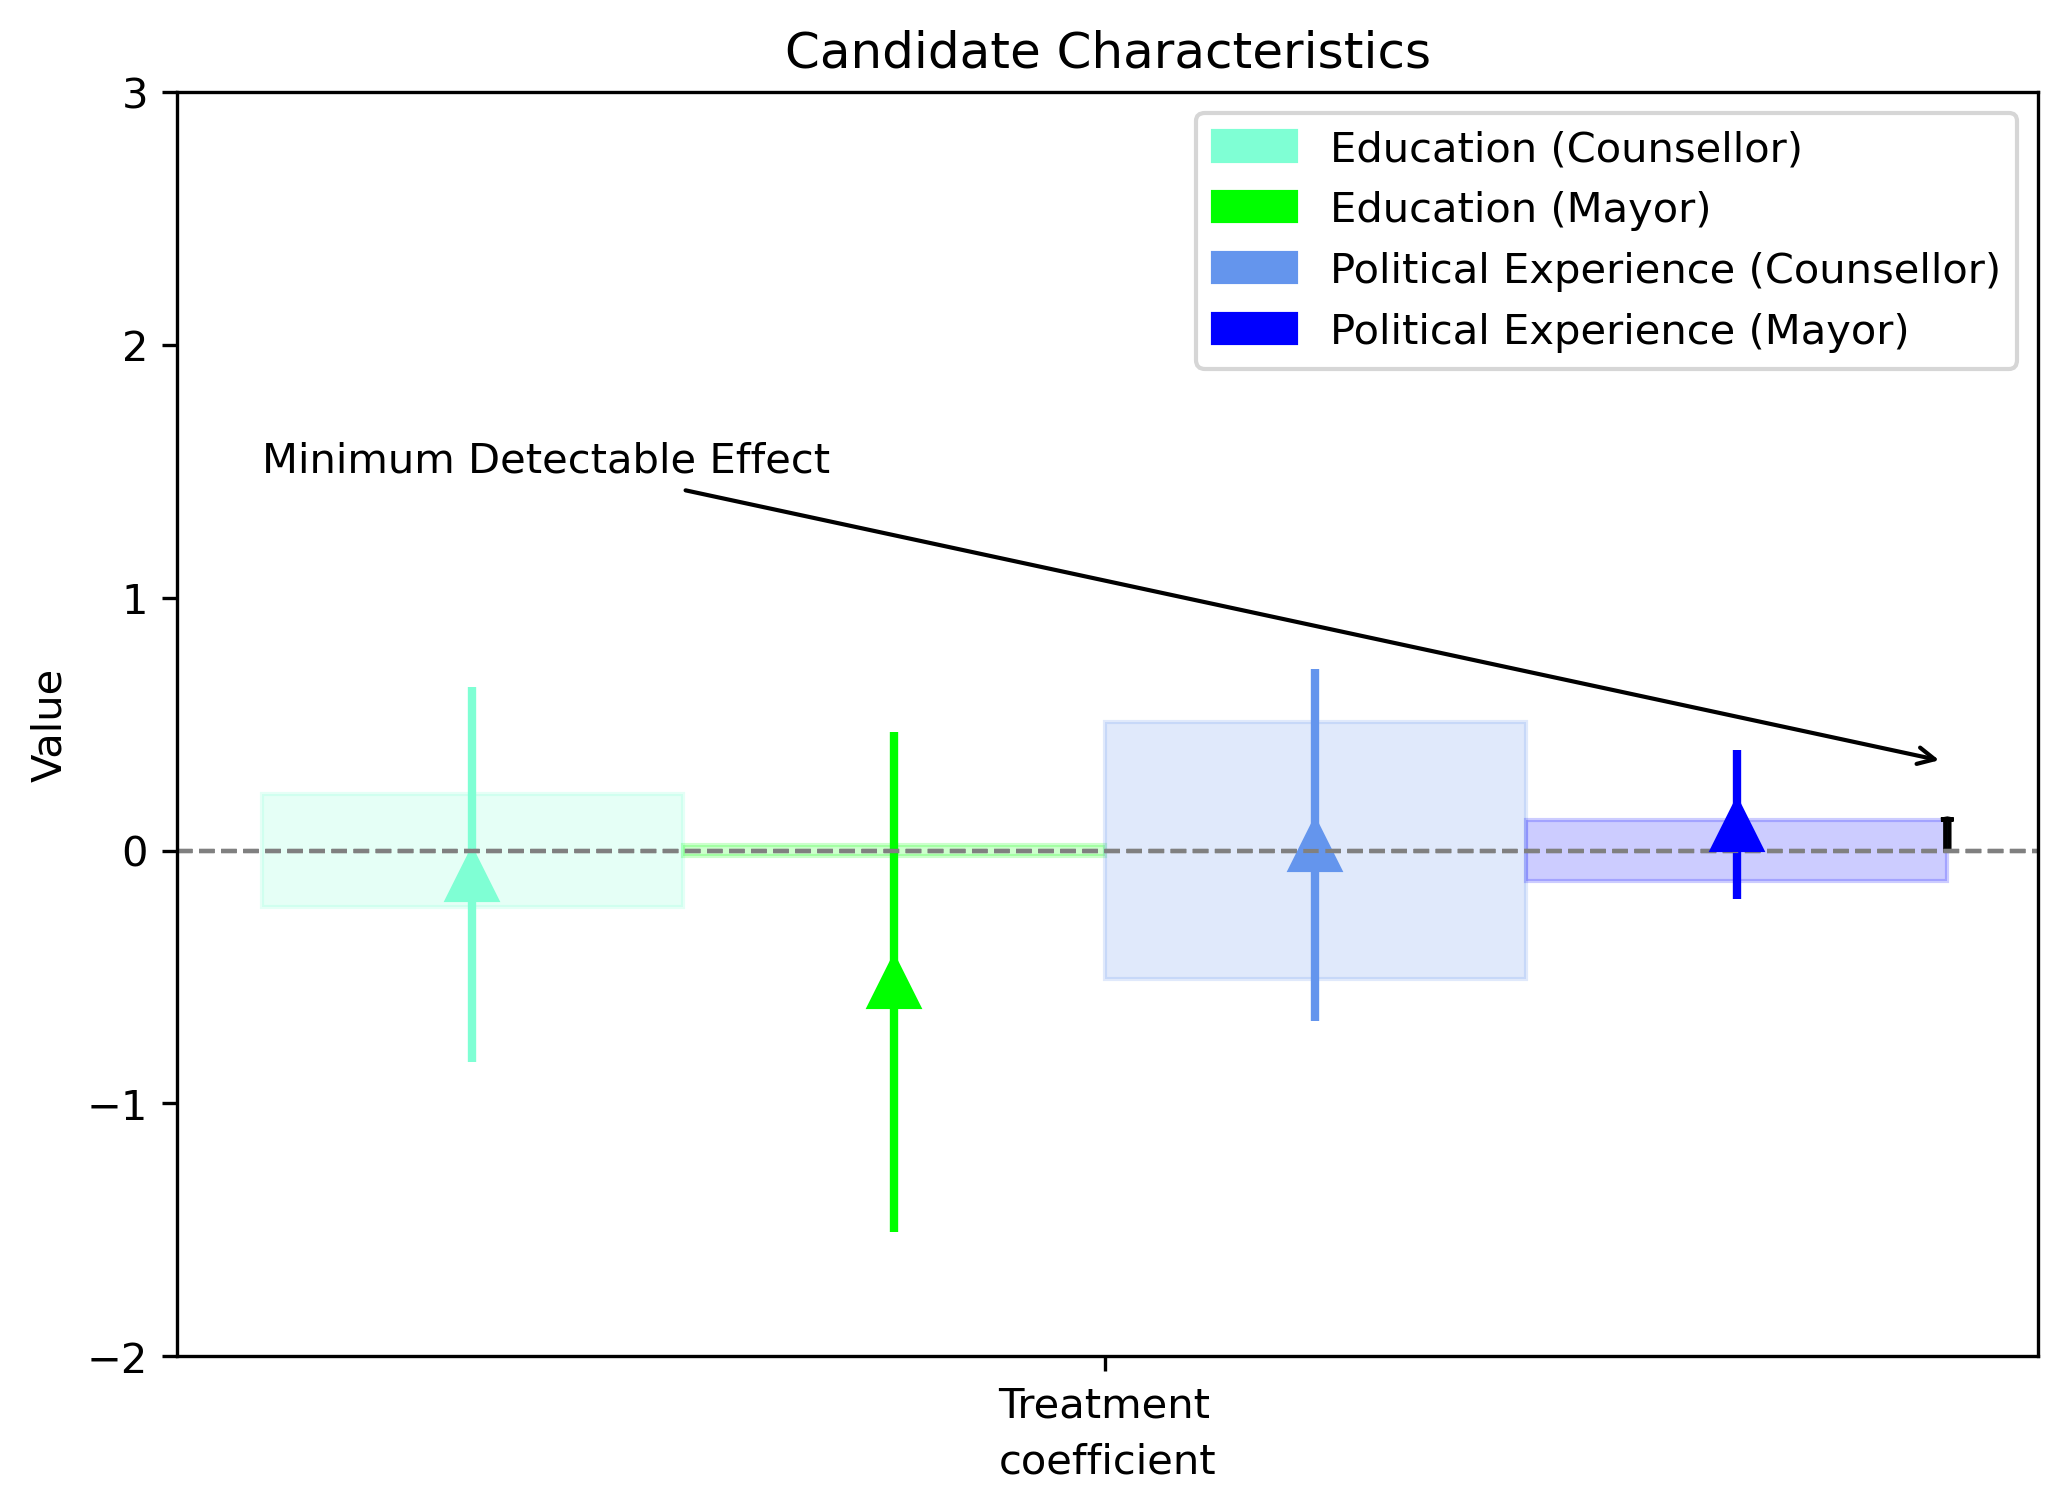 Candidate Characteristics
3
Education (Counsellor)
Education (Mayor)
Political Experience (Counsellor)
Political Experience (Mayor)
2
Minimum Detectable Effect
1
Value
0
−1
−2
Treatment
coefficient